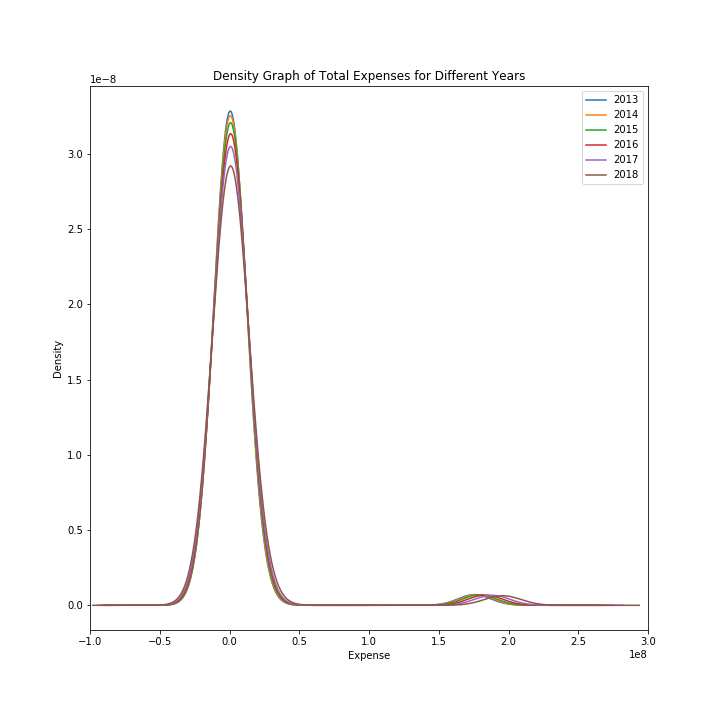 Density Graph of Total Expenses for Different Years
1e−8
2013
2014
2015
2016
2017
2018
3.0
2.5
2.0
1.5
1.0
0.5
0.0
Density
−1.0 −0.5 0.0 0.5 1.0 1.5 2.0 2.5 3.0
1e8
Expense